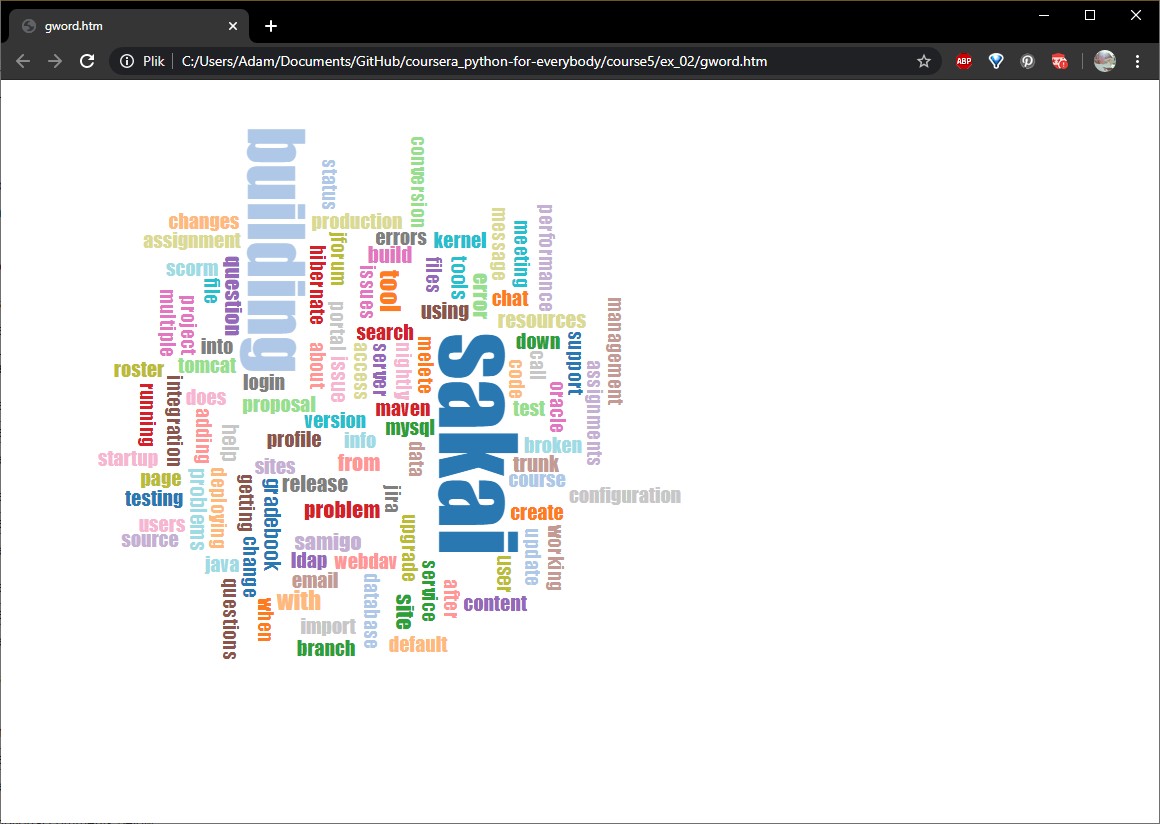 gword.htm
Plik
C:/Users/Adam/Documents/GitHub/coursera_python-for-everybody/course5/ex_02/gword.htm
ABP
building
status
conversion
changes
production
message
meeting
performance
assignment
jforum
errors
kernel
hibernate
build
scorm
question
issues
tool
files
tools
error
file
chat
multiple
project
portal
using
resources
management
search
into
down
support
about
issue
access
server
nightly
melete
sakai
call
roster
tomcat
code
assignments
running
integration
login
oracle
does
proposal
maven
test
adding
help
version
mysql
profile
info
broken
data
startup
sites
from
trunk
page
problems
deploying
getting
gradebook
release
course
configuration
testing
jira
problem
create
users
upgrade
source
samigo
update
working
java
change
ldap
webdav
user
email
service
questions
database
after
with
when
site
content
import
branch
default